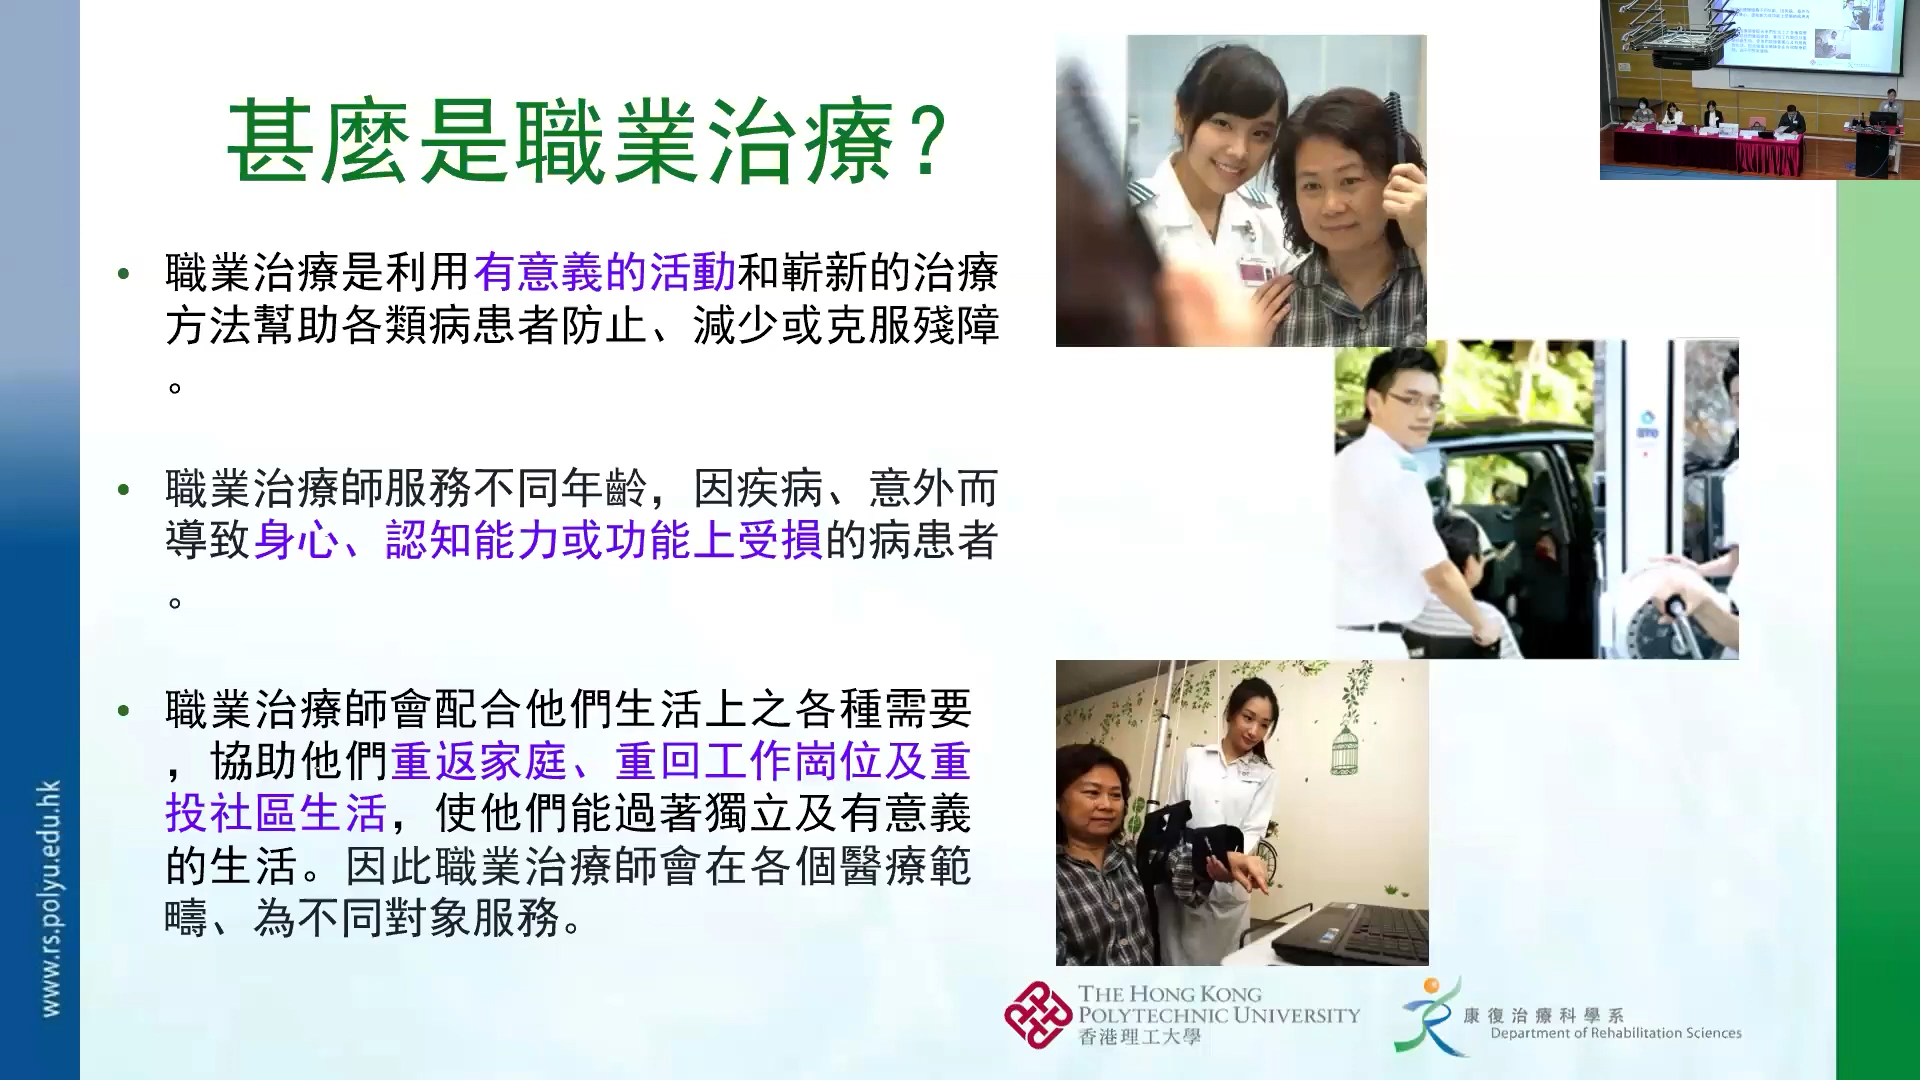 甚麼是職業治療?
• 職業治療是利用有意義的活動和嶄新的治療
方法幫助各類病患者防止、減少或克服殘障
。
• 職業治療師服務不同年齡，因疾病、意外而
導致身心、認知能力或功能上受損的病患者
。
• 職業治療師會配合他們生活上之各種需要
，協助他們重返家庭、重回工作崗位及重
投社區生活，使他們能過著獨立及有意義
的生活。因此職業治療師會在各個醫療範
疇、為不同對象服務。
www.rs.polyu.edu.hk
THE HONG KONG
POLYTECHNIC UNIVERSITY
香港理工大學
康復治療科學系
Department of Rehabilitation Sciences